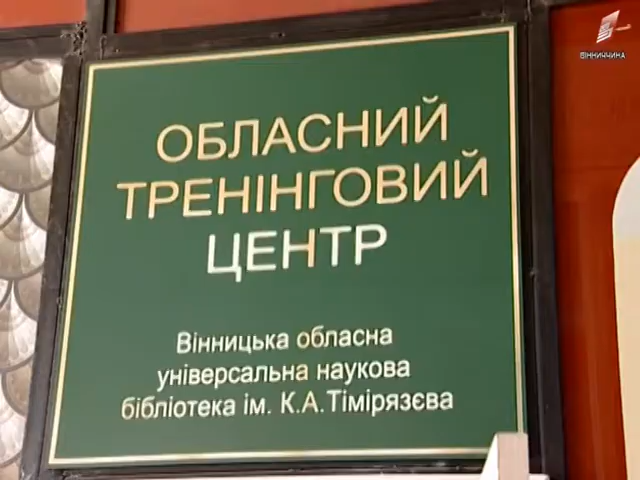 ВІННИЧЧИНА
ОБЛАСНИЙ
ТРЕНІНГОВИЙ
ЦЕНТР
Вінницька обласна
універсальна наукова
бібліотека ім. К.А.Тімірязєва